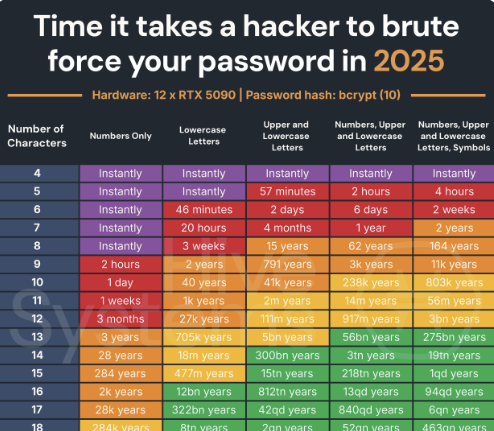 Time it takes a hacker to brute
force your password in 2025
Hardware: 12 x RTX 5090 | Password hash: bcrypt (10)
Number of Characters | Numbers Only | Lowercase Letters | Upper and Lowercase Letters | Numbers, Upper and Lowercase Letters | Numbers, Upper and Lowercase Letters, Symbols
4 Instantly Instantly Instantly Instantly Instantly
5 Instantly Instantly 57 minutes 2 hours 4 hours
6 Instantly 46 minutes 2 days 6 days 2 weeks
7 Instantly 20 hours 4 months 1 year 2 years
8 Instantly 3 weeks 15 years 62 years 164 years
9 2 hours 2 years 791 years 3k years 11k years
10 1 day 40 years 41k years 238k years 803k years
11 1 weeks 1k years 2m years 14m years 56m years
12 3 months 27k years 111m years 917m years 3bn years
13 3 years 705k years 5bn years 56bn years 275bn years
14 28 years 18m years 300bn years 3tn years 19tn years
15 284 years 477m years 15tn years 218tn years 1qd years
16 2k years 12bn years 812tn years 13qd years 94qd years
17 28k years 322bn years 42qd years 840qd years 6qn years
18 284k years 8tn years 2qn years 52qn years 463qn years